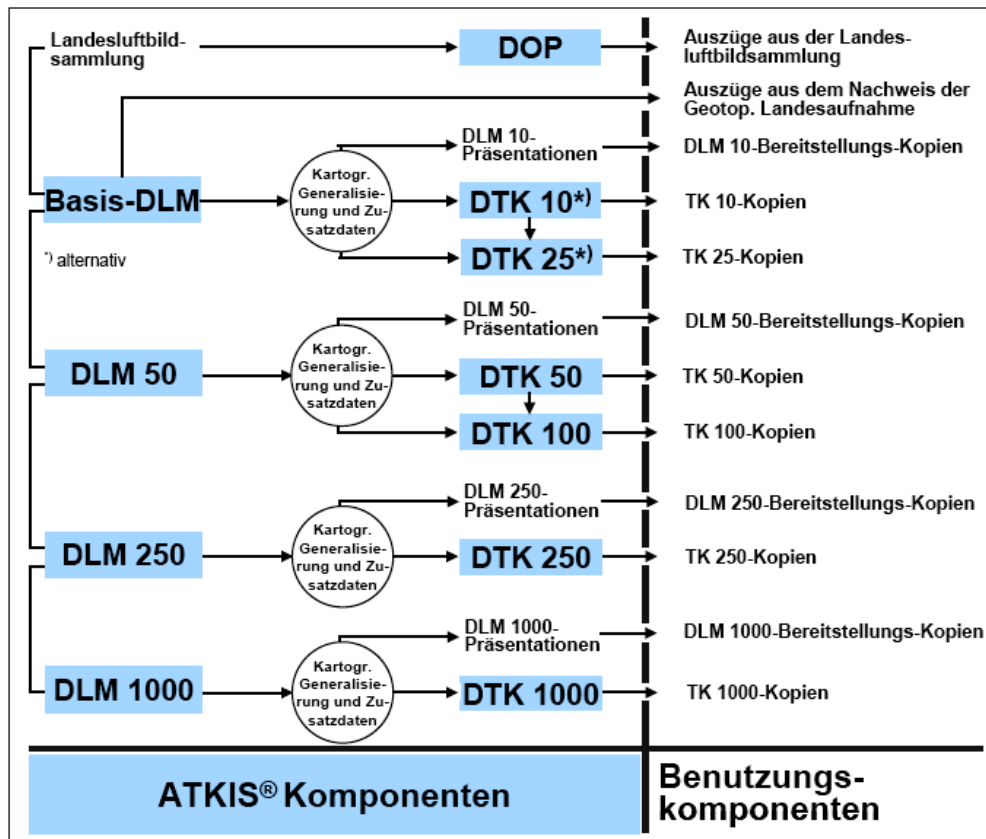 Landesluftbild-
sammlung
DOP
Auszüge aus der Landes-
luftbildsammlung
Auszüge aus dem Nachweis der
Geotop. Landesaufnahme
DLM 10-
Präsentationen
DLM 10-Bereitstellungs-Kopien
Basis-DLM
Kartogr.
Generalisie-
rung und Zu-
satzdaten
DTK 10*)
TK 10-Kopien
*) alternativ
DTK 25*)
TK 25-Kopien
DLM 50-
Präsentationen
DLM 50-Bereitstellungs-Kopien
DLM 50
Kartogr.
Generalisie-
rung und Zu-
satzdaten
DTK 50
TK 50-Kopien
DTK 100
TK 100-Kopien
DLM 250-
Präsentationen
DLM 250-Bereitstellungs-Kopien
DLM 250
Kartogr.
Generalisie-
rung und Zu-
satzdaten
DTK 250
TK 250-Kopien
DLM 1000-
Präsentationen
DLM 1000-Bereitstellungs-Kopien
DLM 1000
Kartogr.
Generalisie-
rung und Zu-
satzdaten
DTK 1000
TK 1000-Kopien
ATKIS® Komponenten
Benutzungs-
komponenten